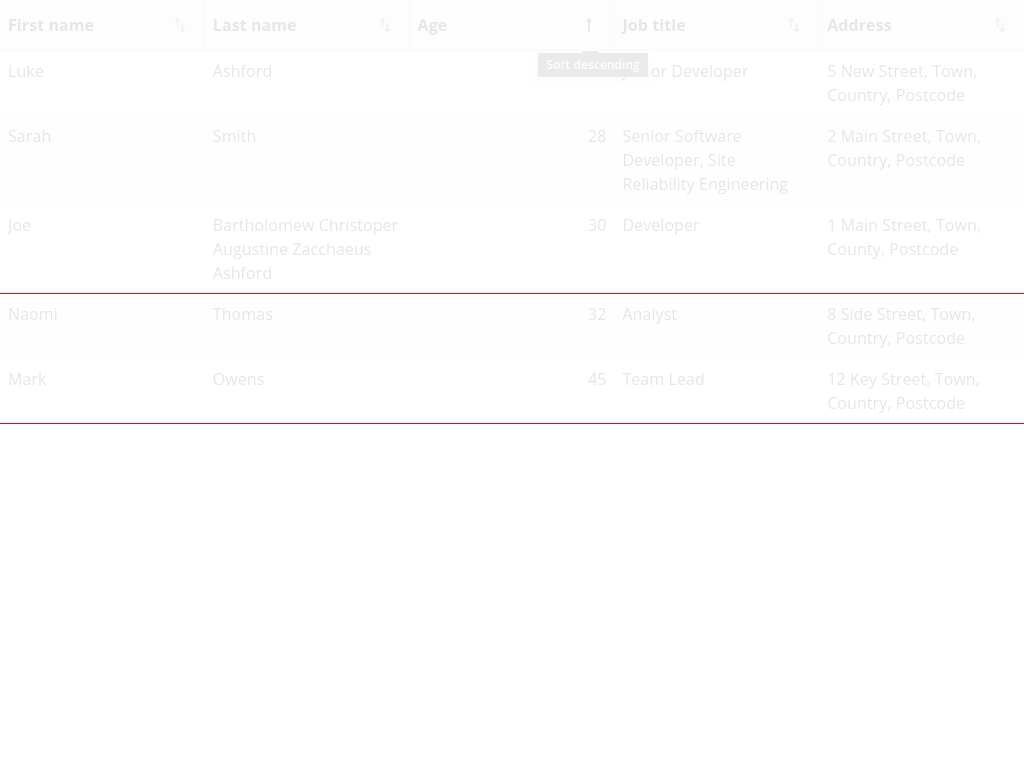 First name Last name Age Job title Address
Sort descending
Luke Ashford or Developer 5 New Street, Town,
Country, Postcode
Sarah Smith 28 Senior Software 2 Main Street, Town,
Developer, Site Country, Postcode
Reliability Engineering
Joe Bartholomew Christoper 30 Developer 1 Main Street, Town,
Augustine Zacchaeus County, Postcode
Ashford
Naomi Thomas 32 Analyst 8 Side Street, Town,
Country, Postcode
Mark Owens 45 Team Lead 12 Key Street, Town,
Country, Postcode